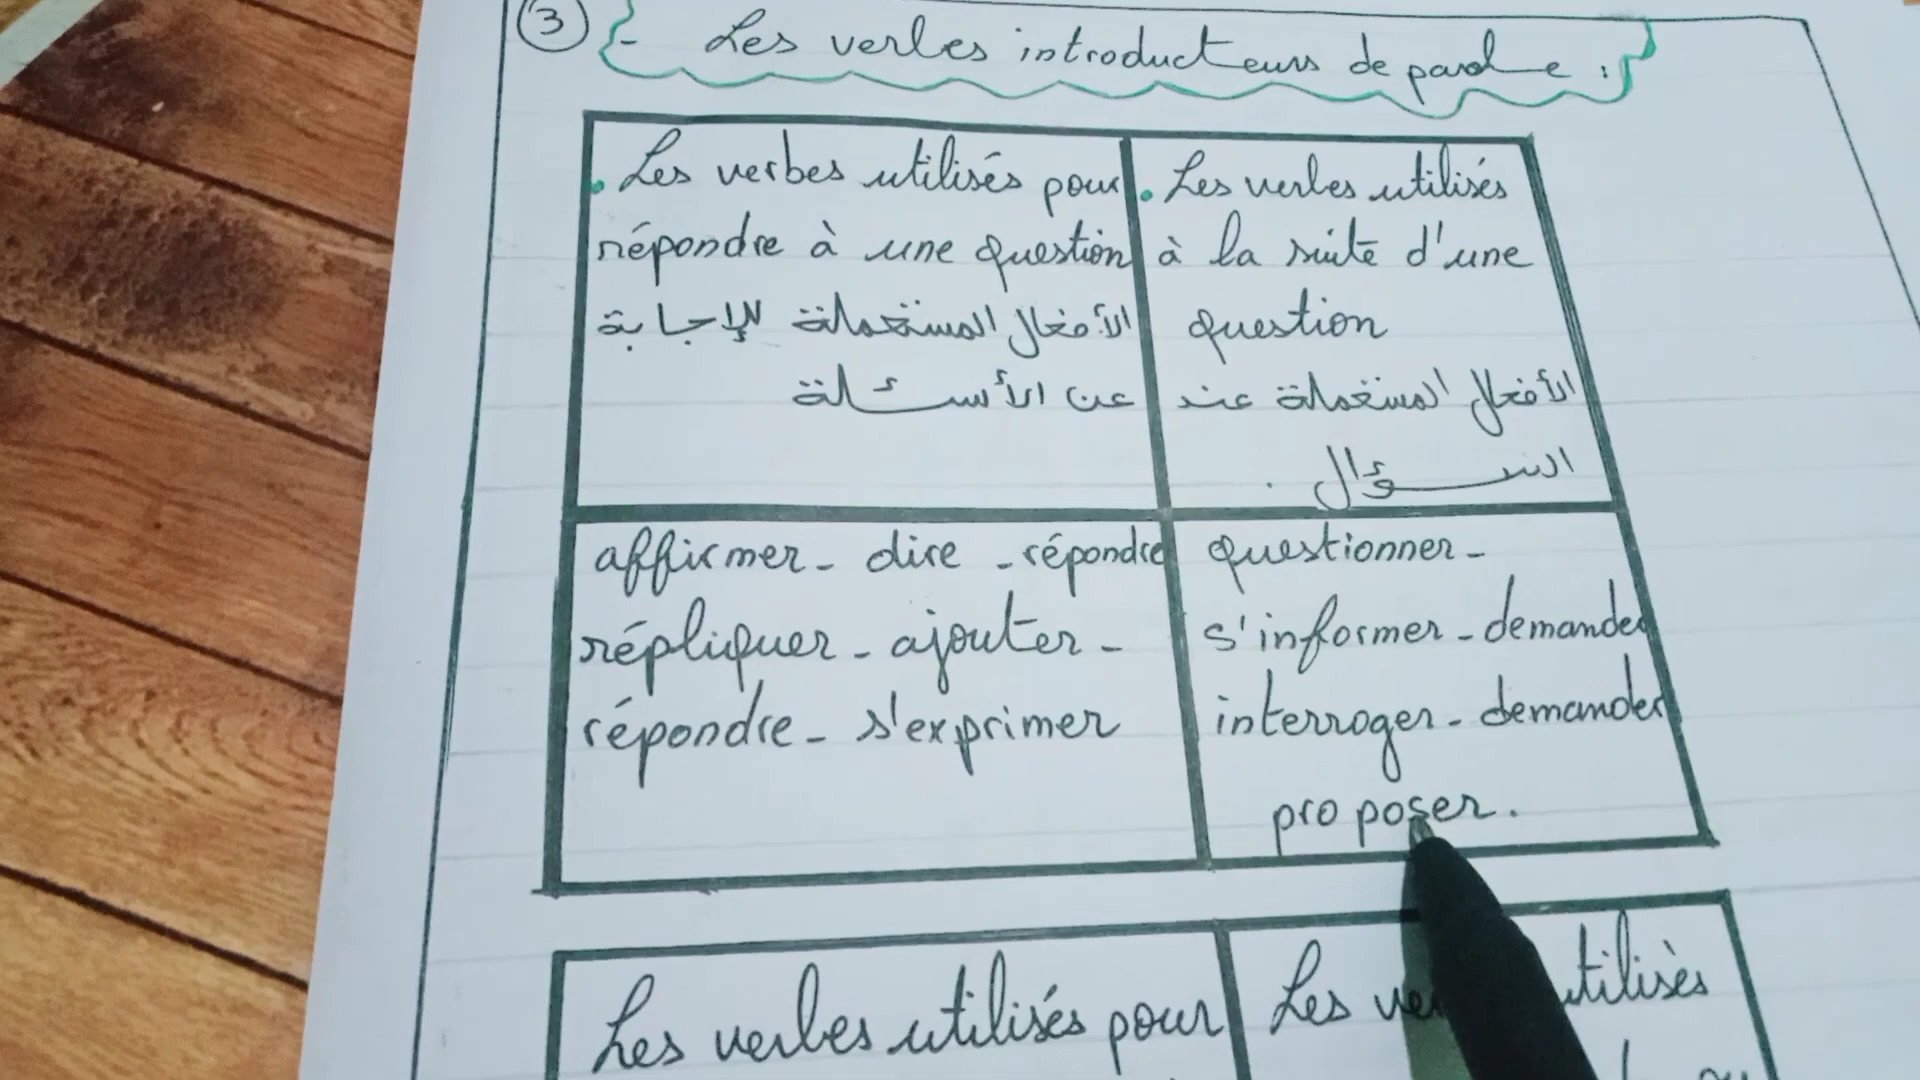 3
- Les verbes introducteurs de parole :
. Les verbes utilisés pour
répondre à une question
الأفعال المستعملة للإجابة
عن الأسئلة
. Les verbes utilisés
à la suite d'une
question
الأفعال المستعملة عند
السؤال .
affirmer - dire - répondre
répliquer - ajouter -
répondre - s'exprimer
questionner -
s'informer - demander
interroger - demander
proposer .
Les verbes utilisés pour
Les utilisès